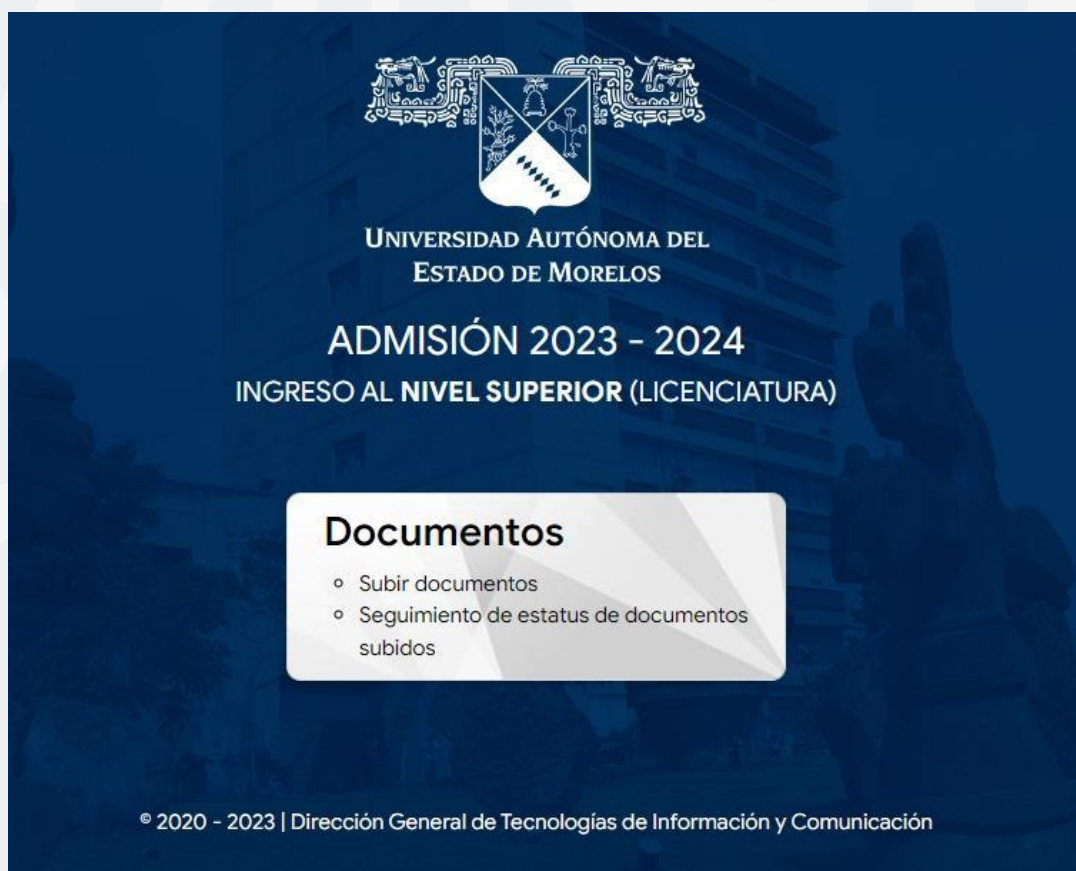 UNIVERSIDAD AUTÓNOMA DEL
ESTADO DE MORELOS
ADMISIÓN 2023 - 2024
INGRESO AL NIVEL SUPERIOR (LICENCIATURA)
Documentos
Subir documentos
Seguimiento de estatus de documentos
subidos
© 2020 - 2023 | Dirección General de Tecnologías de Información y Comunicación